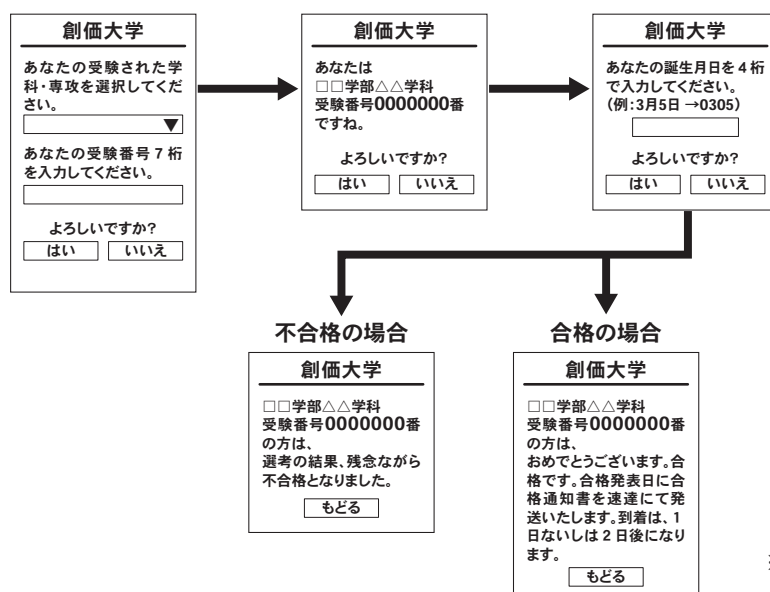 創価大学
あなたの受験された学
科・専攻を選択してくだ
さい。
▼
あなたの受験番号7桁
を入力してください。
よろしいですか?
はい いいえ
創価大学
あなたは
□□学部△△学科
受験番号0000000番
ですね。
よろしいですか?
はい いいえ
創価大学
あなたの誕生月日を4桁
で入力してください。
(例:3月5日→0305)
よろしいですか?
はい いいえ
不合格の場合
創価大学
□□学部△△学科
受験番号0000000番
の方は、
選考の結果、残念ながら
不合格となりました。
もどる
合格の場合
創価大学
□□学部△△学科
受験番号0000000番
の方は、
おめでとうございます。合
格です。合格発表日に合
格通知書を速達にて発
送いたします。到着は、1
日ないしは2日後になり
ます。
もどる